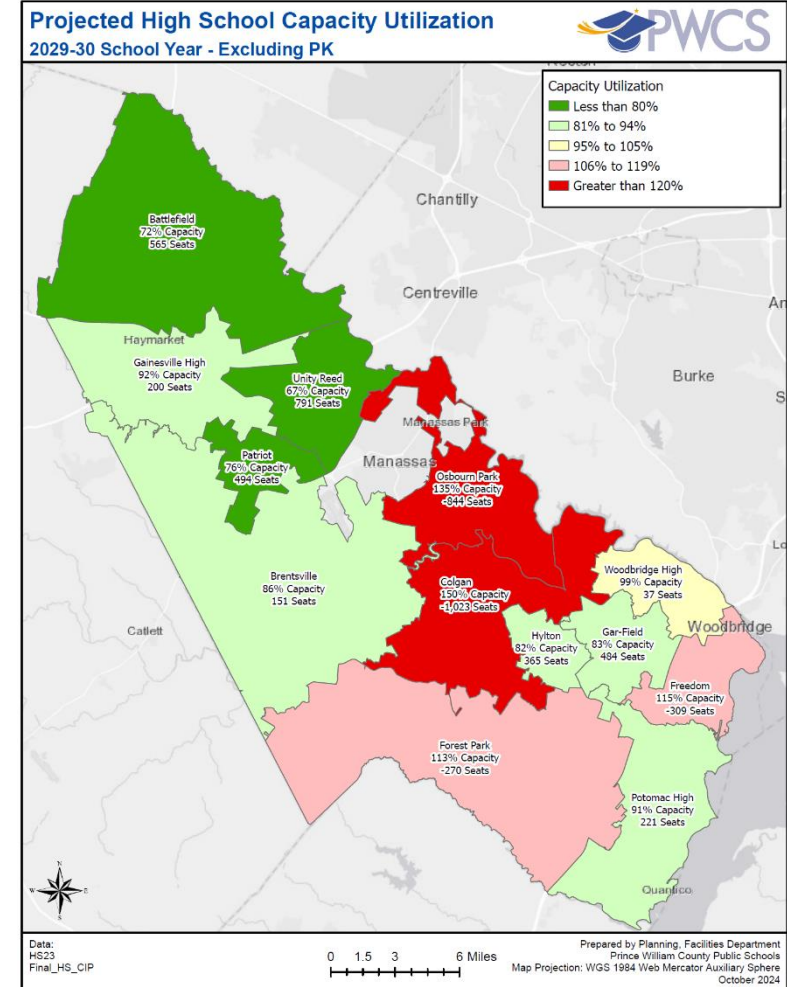 Projected High School Capacity Utilization
2029-30 School Year - Excluding PK
PWCS
Capacity Utilization
Less than 80%
81% to 94%
95% to 105%
106% to 119%
Greater than 120%
Chantilly
Battlefield
72% Capacity
565 Seats
Centreville
Haymarket
Gainesville High
92% Capacity
200 Seats
Unity Reed
67% Capacity
791 Seats
Burke
Manassas Park
Manassas
Patriot
76% Capacity
494 Seats
Osbourn Park
135% Capacity
-844 Seats
Brentsville
86% Capacity
151 Seats
Colgan
150% Capacity
-1,023 Seats
Woodbridge High
99% Capacity
37 Seats
Woodbridge
Catlett
Hylton
82% Capacity
365 Seats
Gar-Field
83% Capacity
484 Seats
Freedom
115% Capacity
-309 Seats
Forest Park
113% Capacity
-270 Seats
Potomac High
91% Capacity
221 Seats
Quantico
N
W E
S
Data:
HS23
Final_HS_CIP
0 1.5 3 6 Miles
Prepared by Planning, Facilities Department
Prince William County Public Schools
Map Projection: WGS 1984 Web Mercator Auxiliary Sphere
October 2024